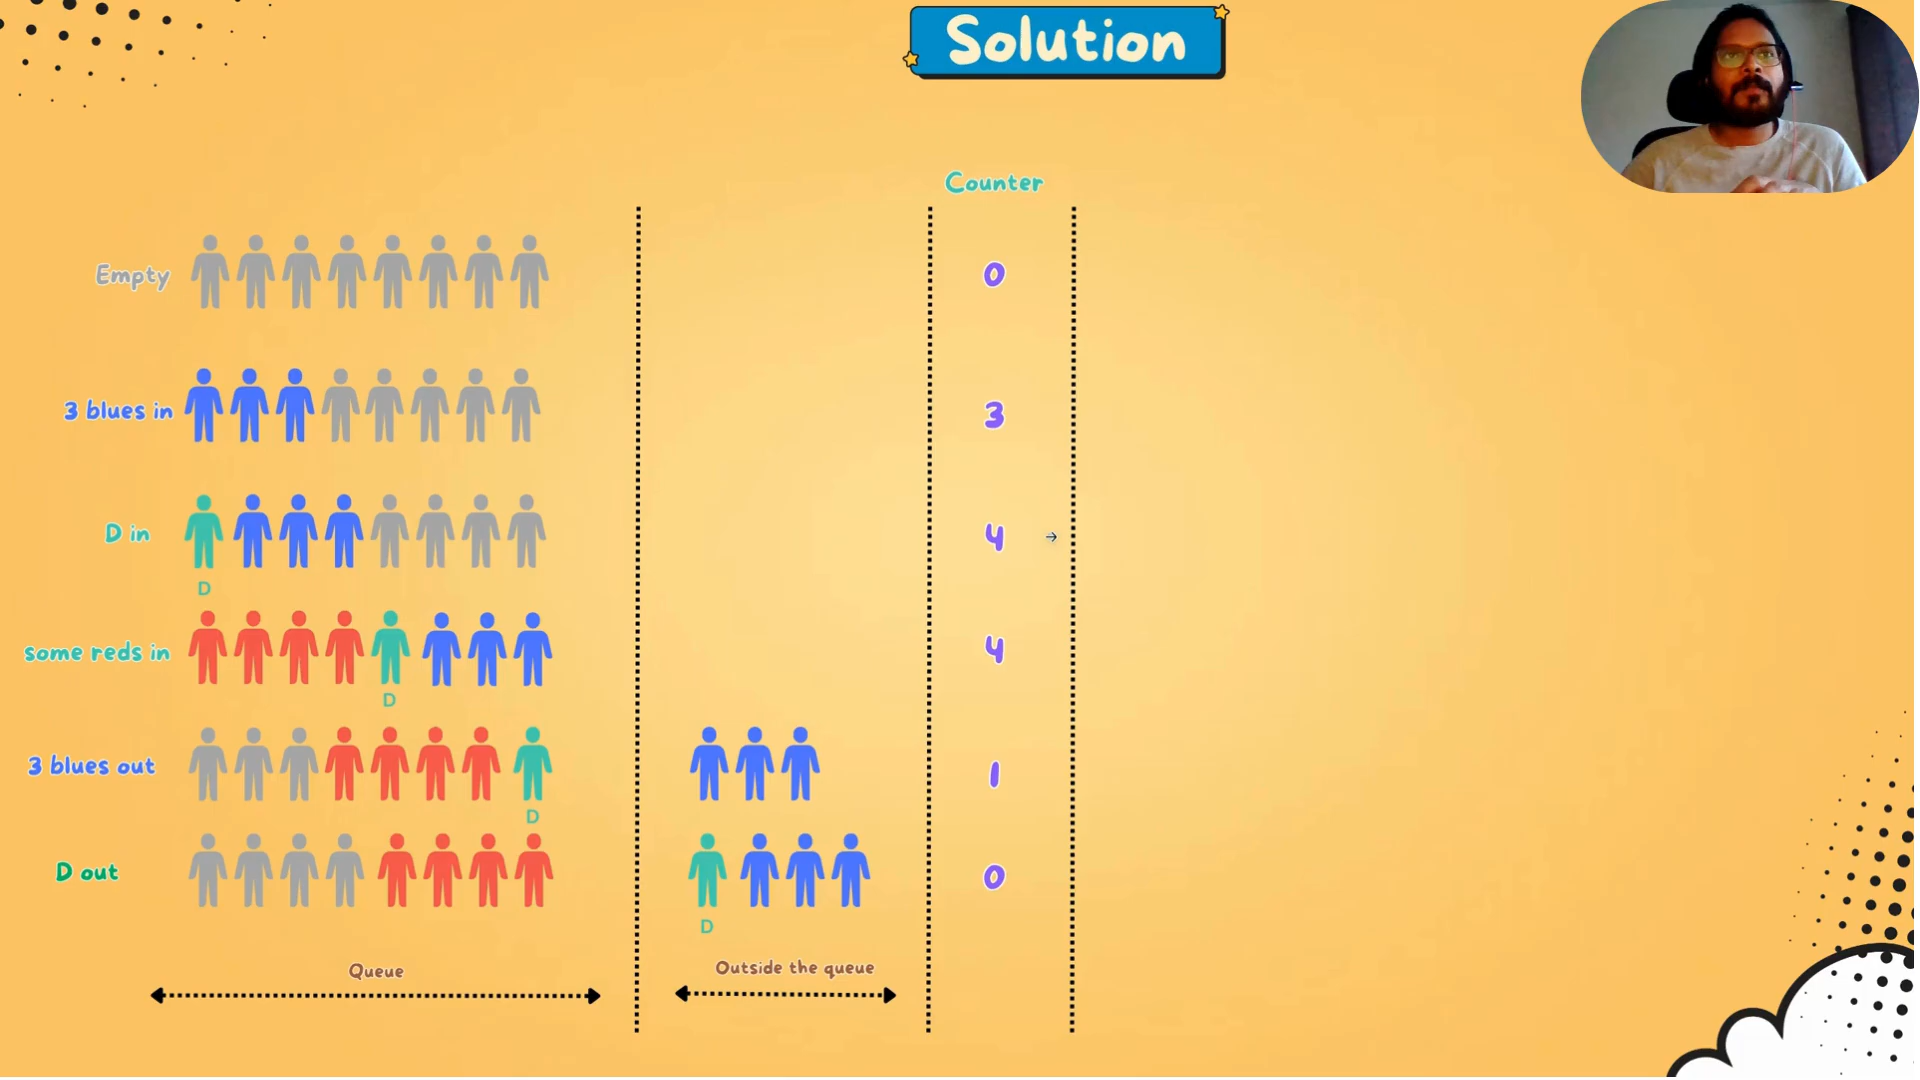 Solution
Counter
Empty
0
3 blues in
3
D in
4
D
some reds in
4
D
3 blues out
1
D
D out
0
D
Queue
Outside the queue